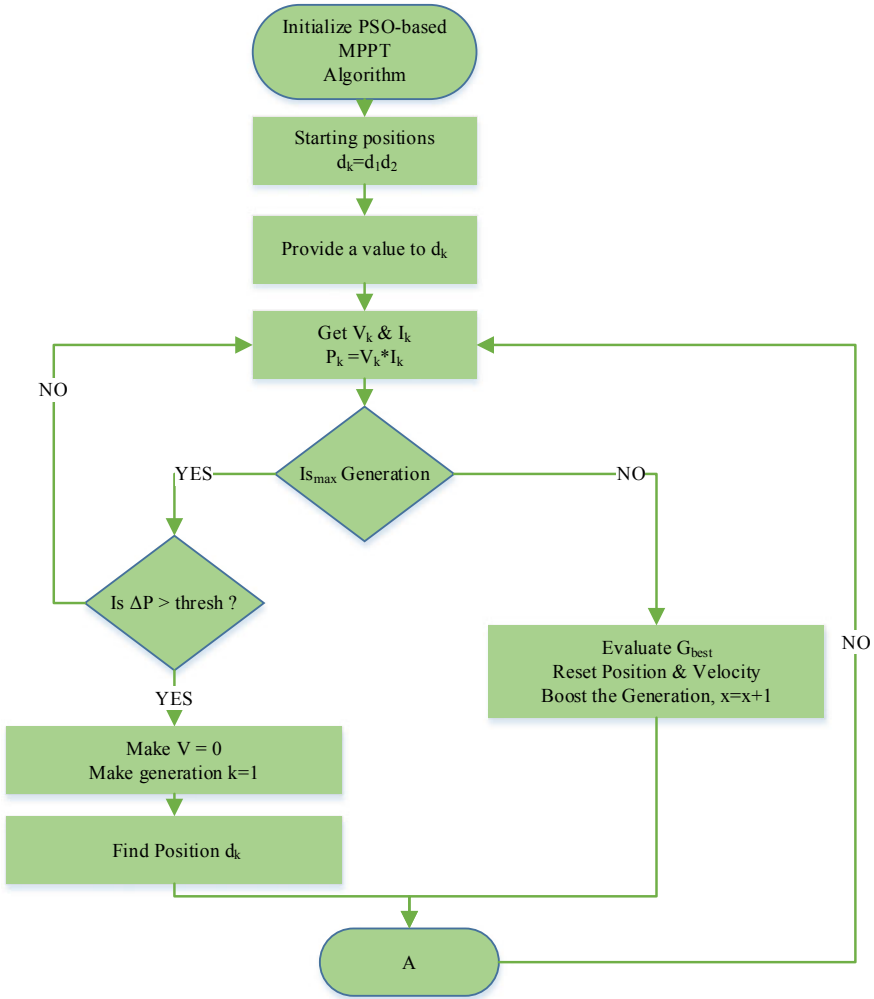 Initialize PSO-based
MPPT
Algorithm
Starting positions
dₖ=d₁d₂
Provide a value to dₖ
Get Vₖ & Iₖ
Pₖ =Vₖ*Iₖ
NO
YES
Isₘₐₓ Generation
NO
Is ΔP > thresh ?
Evaluate G_best
Reset Position & Velocity
Boost the Generation, x=x+1
NO
YES
Make V = 0
Make generation k=1
Find Position dₖ
A